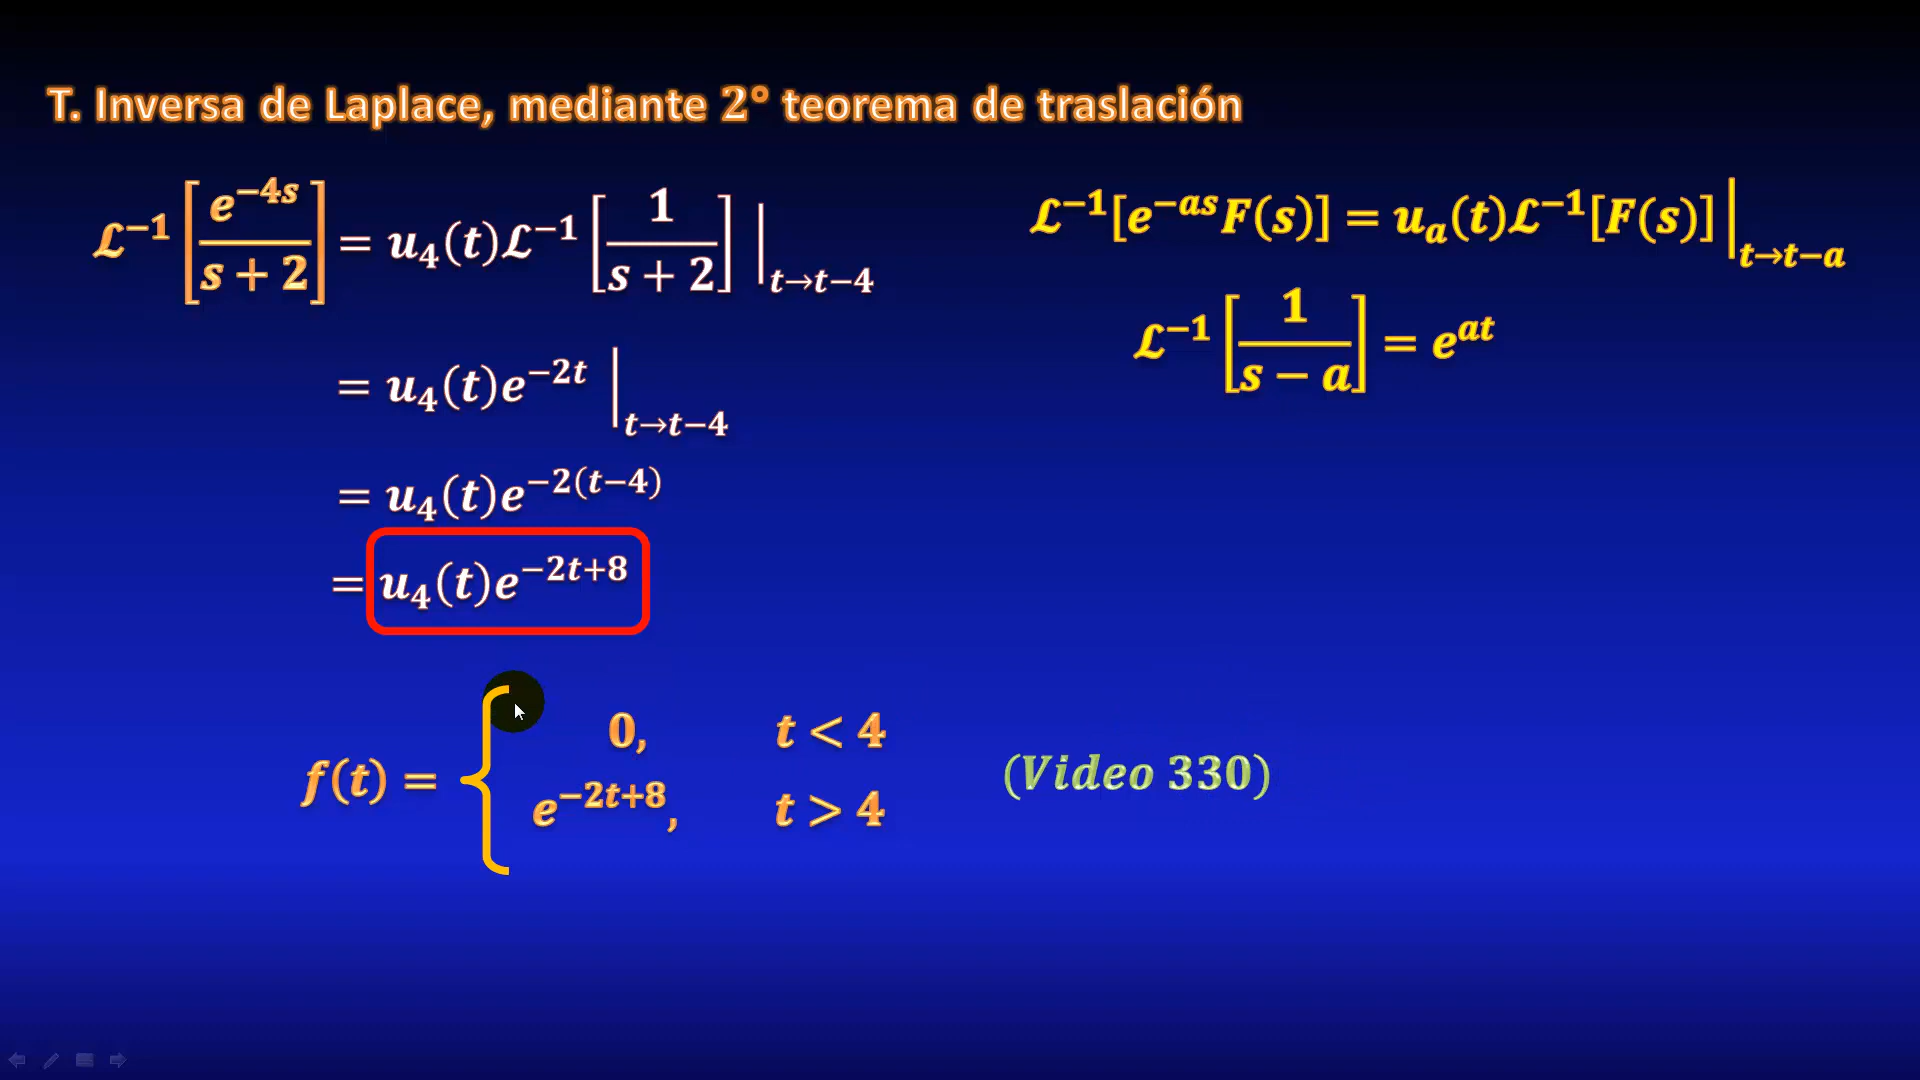 T. Inversa de Laplace, mediante 2° teorema de traslación
ℒ⁻¹[e^{−4s}/(s + 2)] = u₄(t)ℒ⁻¹[1/(s + 2)] |_{t→t−4}
ℒ⁻¹[e^{−as}F(s)] = u_a(t)ℒ⁻¹[F(s)] |_{t→t−a}
ℒ⁻¹[1/(s − a)] = e^{at}
= u₄(t)e^{−2t} |_{t→t−4}
= u₄(t)e^{−2(t−4)}
= u₄(t)e^{−2t+8}
f(t) = { 0, t < 4
e^{−2t+8}, t > 4
(Video 330)